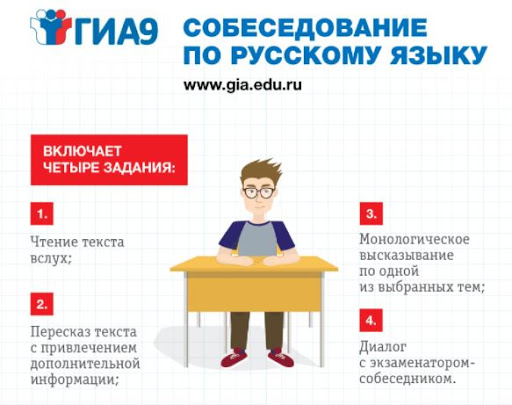 ГИА9
СОБЕСЕДОВАНИЕ
ПО РУССКОМУ ЯЗЫКУ
www.gia.edu.ru
ВКЛЮЧАЕТ
ЧЕТЫРЕ ЗАДАНИЯ:
1.
Чтение текста
вслух;
2.
Пересказ текста
с привлечением
дополнительной
информации;
3.
Монологическое
высказывание
по одной
из выбранных тем;
4.
Диалог
с экзаменатором-
собеседником.